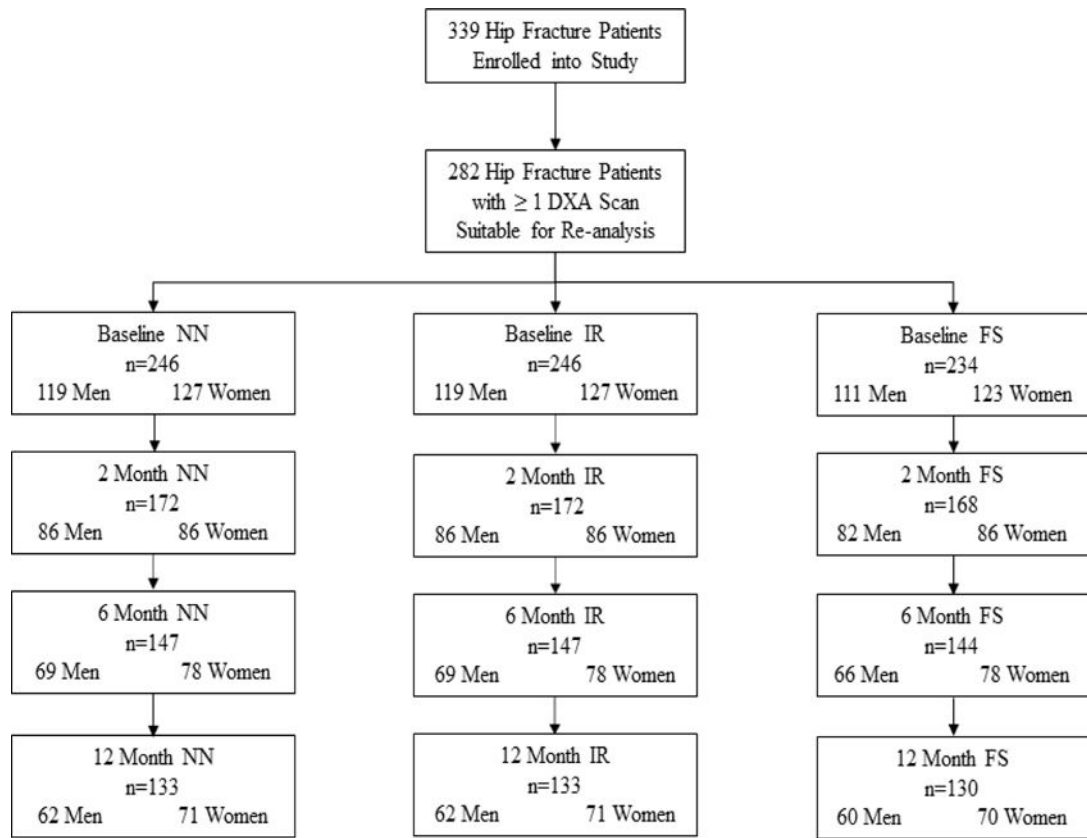 339 Hip Fracture Patients
Enrolled into Study
282 Hip Fracture Patients
with ≥ 1 DXA Scan
Suitable for Re-analysis
Baseline NN
n=246
119 Men 127 Women
Baseline IR
n=246
119 Men 127 Women
Baseline FS
n=234
111 Men 123 Women
2 Month NN
n=172
86 Men 86 Women
2 Month IR
n=172
86 Men 86 Women
2 Month FS
n=168
82 Men 86 Women
6 Month NN
n=147
69 Men 78 Women
6 Month IR
n=147
69 Men 78 Women
6 Month FS
n=144
66 Men 78 Women
12 Month NN
n=133
62 Men 71 Women
12 Month IR
n=133
62 Men 71 Women
12 Month FS
n=130
60 Men 70 Women